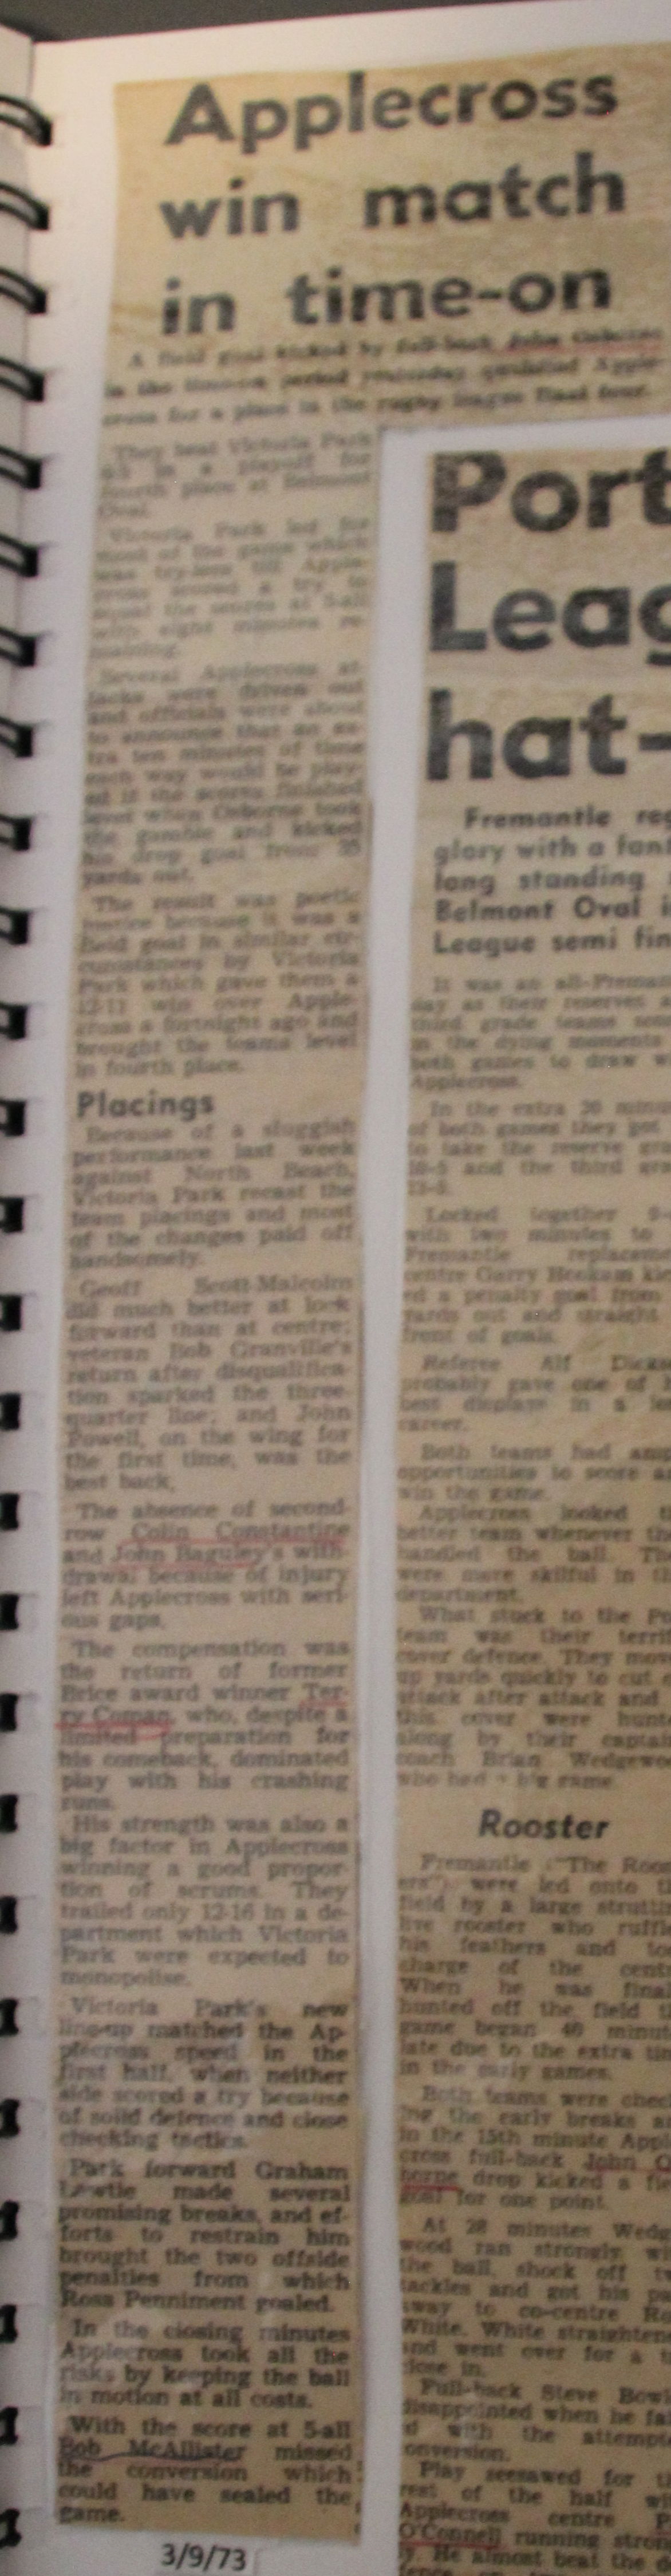 Applecross
win match
in time-on
A field goal kicked by full-back John Osborne
in the time-on period yesterday qualified Apple-
cross for a place in the rugby league final four.
They beat Victoria Park
in a playoff for
fourth place at Belmont
Oval.
Victoria Park led for
most of the game which
was try-less till Apple-
cross scored a try to
equal the scores at 5-all
with eight minutes re-
maining.
Several Applecross at-
tacks were driven out
and officials were about
to announce that an ex-
tra ten minutes of time
each way would be play-
ed if the scores finished
level when Osborne took
the gamble and kicked
his drop goal from 35
yards out.
The result was poetic
justice because it was a
field goal in similar cir-
cumstances by Victoria
Park which gave them a
12-11 win over Apple-
cross a fortnight ago and
brought the teams level
in fourth place.
Placings
Because of a sluggish
performance last week
against North Beach,
Victoria Park recast the
team placings and most
of the changes paid off
handsomely.
Geoff Scott-Malcolm
did much better at lock
forward than at centre;
veteran Bob Granville's
return after disqualifica-
tion sparked the three-
quarter line; and John
Powell, on the wing for
the first time, was the
best back.
The absence of second-
row Colin Constantine
and John Baguley's with-
drawal because of injury
left Applecross with seri-
ous gaps.
The compensation was
the return of former
Brice award winner Ter-
ry Coman, who, despite a
limited preparation for
his comeback, dominated
play with his crashing
runs.
His strength was also a
big factor in Applecross
winning a good propor-
tion of scrums. They
trailed only 12-16 in a de-
partment which Victoria
Park were expected to
monopolise.
Victoria Park's new
line-up matched the Ap-
plecross speed in the
first half, when neither
side scored a try because
of solid defence and close
checking tactics.
Park forward Graham
made several
promising breaks, and ef-
forts to restrain him
brought the two offside
penalties from which
Ross Penniment goaled.
In the closing minutes
Applecross took all the
risks by keeping the ball
in motion at all costs.
With the score at 5-all
Bob McAllister missed
the conversion which
could have sealed the
game.
3/9/73
Port
Leag
hat-
Fremantle reg
glory with a fant
long standing
Belmont Oval i
League semi fin
It was an all-Freman
day as their reserves
third grade teams
in the dying moments
both games to draw w
Applecross.
In the extra 20 minu
of both games they got
to take the reserve gra
10-5 and the third gra
Locked together
with two minutes to
Fremantle replaceme
centre Garry Hookam kic
ed a penalty goal from
yards out and straight
front of goals.
Referee Alf
probably gave one of h
best displays in a
career.
Both teams had am
opportunities to score a
win the game.
Applecross looked t
better team whenever the
handled the ball. The
were more skilful in th
department.
What stuck to the
team was their terri
cover defence. They mov
up yards quickly to cut
attack after attack and
this cover were hunt
along by their captai
coach Brian Wedgewo
who had a big game.
Rooster
Fremantle ("The Roos
ers") were led onto th
field by a large strutti
live rooster who ruffl
his feathers and
charge of the cent
When he was fina
hunted off the field
game began 40 minu
late due to the extra tim
in the early games.
Both teams were chec
ing the early breaks a
in the 15th minute Appl
cross full-back John O
borne drop kicked a fi
goal for one point.
At 28 minutes Wedg
wood ran strongly wi
the ball, shock off tw
tackles and got his pa
away to co-centre
White. White straighten
and went over for a t
close in.
Full-back Steve Bow
disappointed when he fai
d with the attempte
conversion.
Play seesawed for t
rest of the half wi
Applecross centre
O'Connell running stron
y. He almost beat the